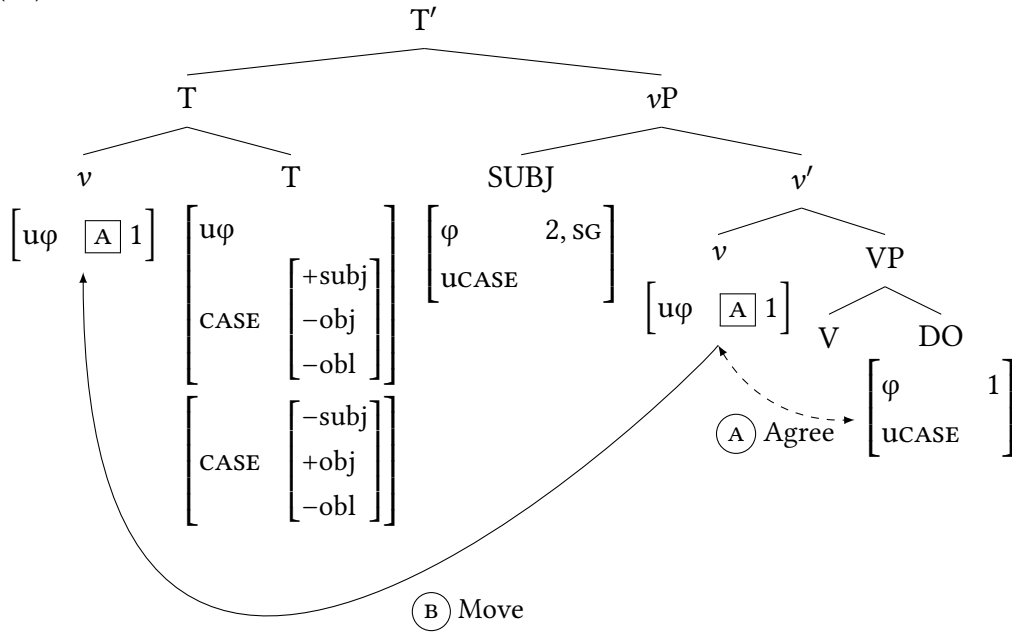 T′
T vP
v T SUBJ v′
[uφ A 1] [uφ CASE [+subj −obj −obl]] [φ 2, SG uCASE] v VP
[CASE [−subj +obj −obl]] [uφ A 1] V DO
A Agree [φ 1 uCASE]
B Move